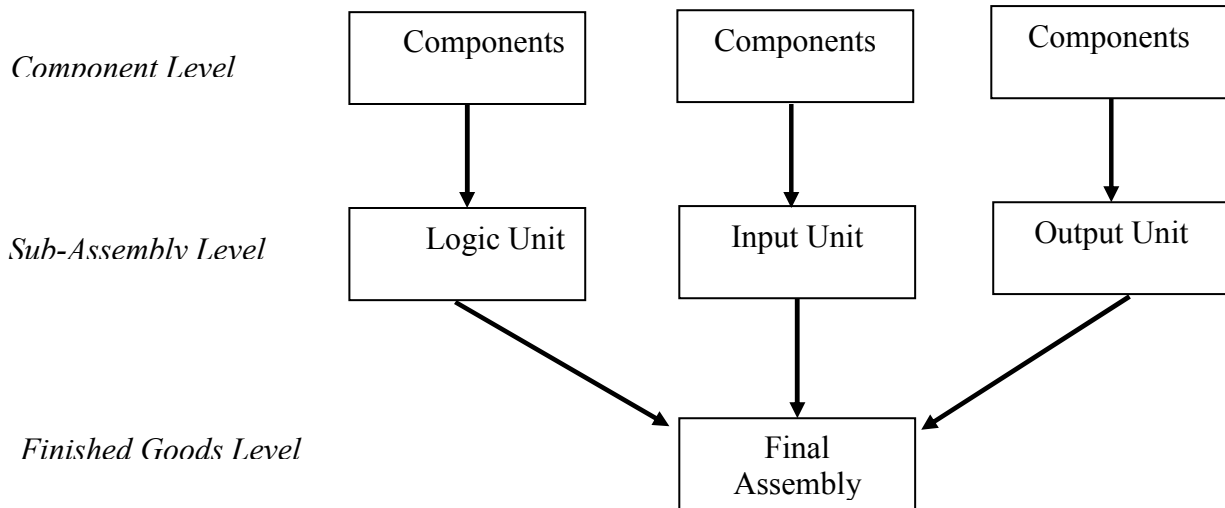 Component Level
Components
Components
Components
Sub-Assembly Level
Logic Unit
Input Unit
Output Unit
Finished Goods Level
Final
Assembly